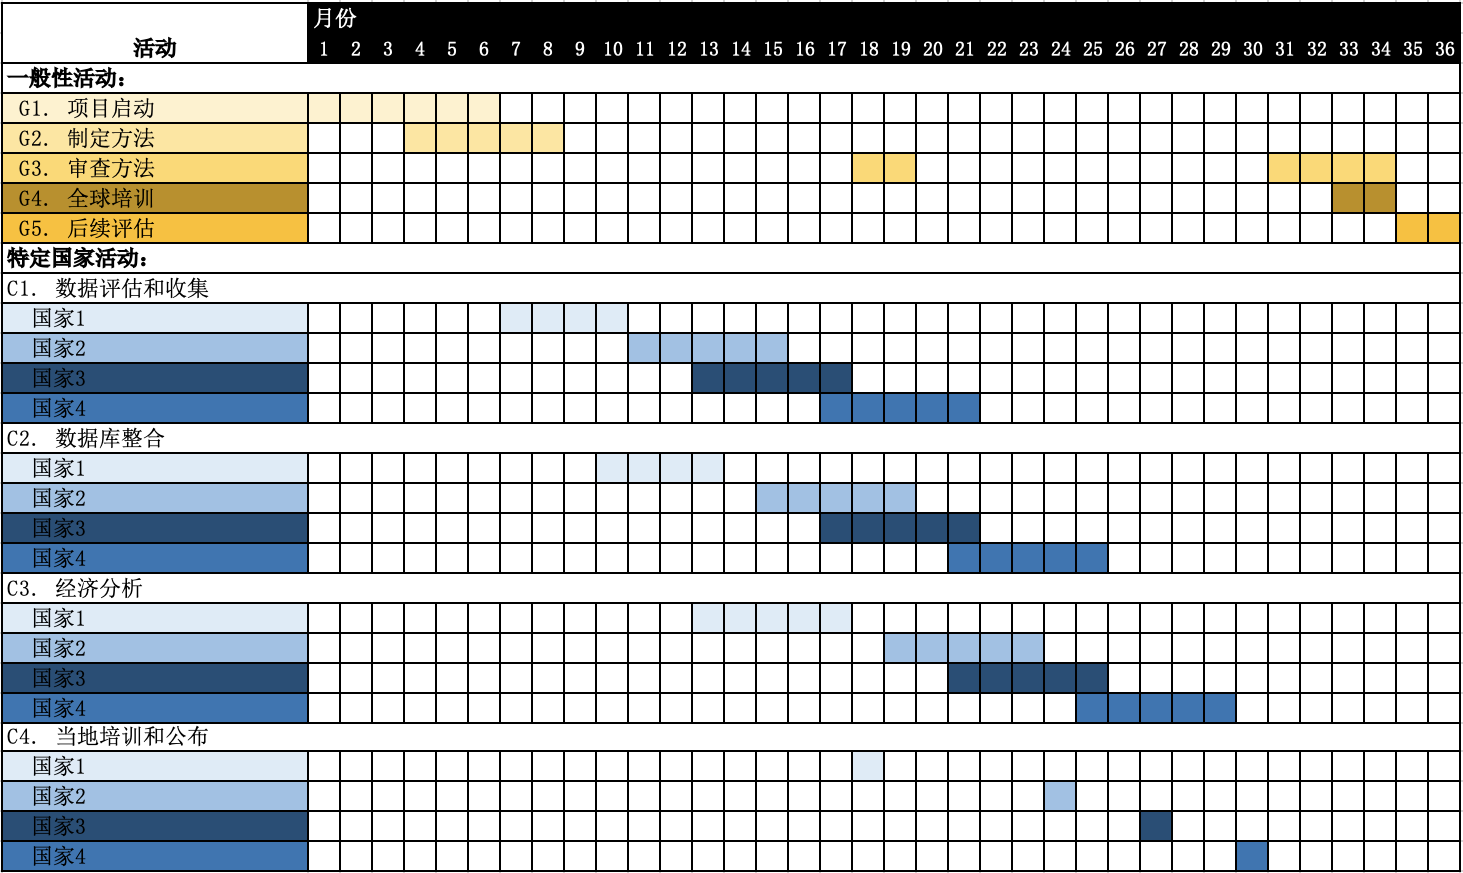 月份
活动 1 2 3 4 5 6 7 8 9 10 11 12 13 14 15 16 17 18 19 20 21 22 23 24 25 26 27 28 29 30 31 32 33 34 35 36
一般性活动：
G1. 项目启动
G2. 制定方法
G3. 审查方法
G4. 全球培训
G5. 后续评估
特定国家活动：
C1. 数据评估和收集
国家1
国家2
国家3
国家4
C2. 数据库整合
国家1
国家2
国家3
国家4
C3. 经济分析
国家1
国家2
国家3
国家4
C4. 当地培训和公布
国家1
国家2
国家3
国家4